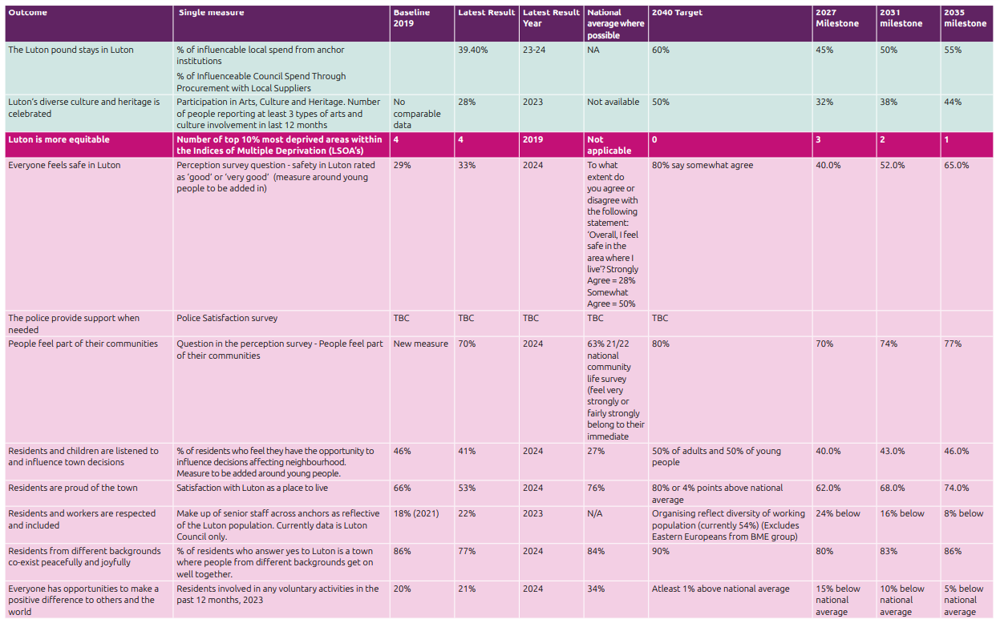 Outcome
Single measure
Baseline
2019
Latest Result
Latest Result
Year
National
average where
possible
2040 Target
2027
Milestone
2031
milestone
2035
milestone
The Luton pound stays in Luton
% of influencable local spend from anchor
institutions
% of Influenceable Council Spend Through
Procurement with Local Suppliers
39.40%
23-24
NA
60%
45%
50%
55%
Luton's diverse culture and heritage is
celebrated
Participation in Arts, Culture and Heritage. Number
of people reporting at least 3 types of arts and
culture involvement in last 12 months
No
comparable
data
28%
2023
Not available
50%
32%
38%
44%
Luton is more equitable
Number of top 10% most deprived areas witthin
the Indices of Multiple Deprivation (LSOA's)
4
4
2019
Not
applicable
0
3
2
1
Everyone feels safe in Luton
Perception survey question - safety in Luton rated
as ‘good’ or ‘very good’ (measure around young
people to be added in)
29%
33%
2024
To what
extent do
you agree or
disagree with
the following
statement:
‘Overall, I feel
safe in the
area where I
live’? Strongly
Agree = 28%
Somewhat
Agree = 50%
80% say somewhat agree
40.0%
52.0%
65.0%
The police provide support when
needed
Police Satisfaction survey
TBC
TBC
TBC
TBC
TBC
People feel part of their communities
Question in the perception survey - People feel part
of their communities
New measure
70%
2024
63% 21/22
national
community
life survey
(feel very
strongly or
fairly strongly
belong to their
immediate
80%
70%
74%
77%
Residents and children are listened to
and influence town decisions
% of residents who feel they have the opportunity to
influence decisions affecting neighbourhood.
Measure to be added around young people.
46%
41%
2024
27%
50% of adults and 50% of young
people
40.0%
43.0%
46.0%
Residents are proud of the town
Satisfaction with Luton as a place to live
66%
53%
2024
76%
80% or 4% points above national
average
62.0%
68.0%
74.0%
Residents and workers are respected
and included
Make up of senior staff across anchors as reflective
of the Luton population. Currently data is Luton
Council only.
18% (2021)
22%
2023
N/A
Organising reflect diversity of working
population (currently 54%) (Excludes
Eastern Europeans from BME group)
24% below
16% below
8% below
Residents from different backgrounds
co-exist peacefully and joyfully
% of residents who answer yes to Luton is a town
where people from different backgrounds get on
well together.
86%
77%
2024
84%
90%
80%
83%
86%
Everyone has opportunities to make a
positive difference to others and the
world
Residents involved in any voluntary activities in the
past 12 months, 2023
20%
21%
2024
34%
Atleast 1% above national average
15% below
national
average
10% below
national
average
5% below
national
average